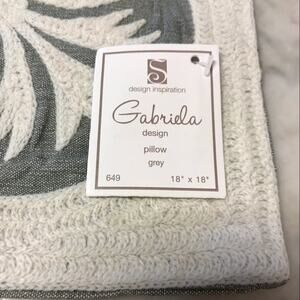 S
design inspiration
Gabriela
design
pillow
grey
649 18" x 18"